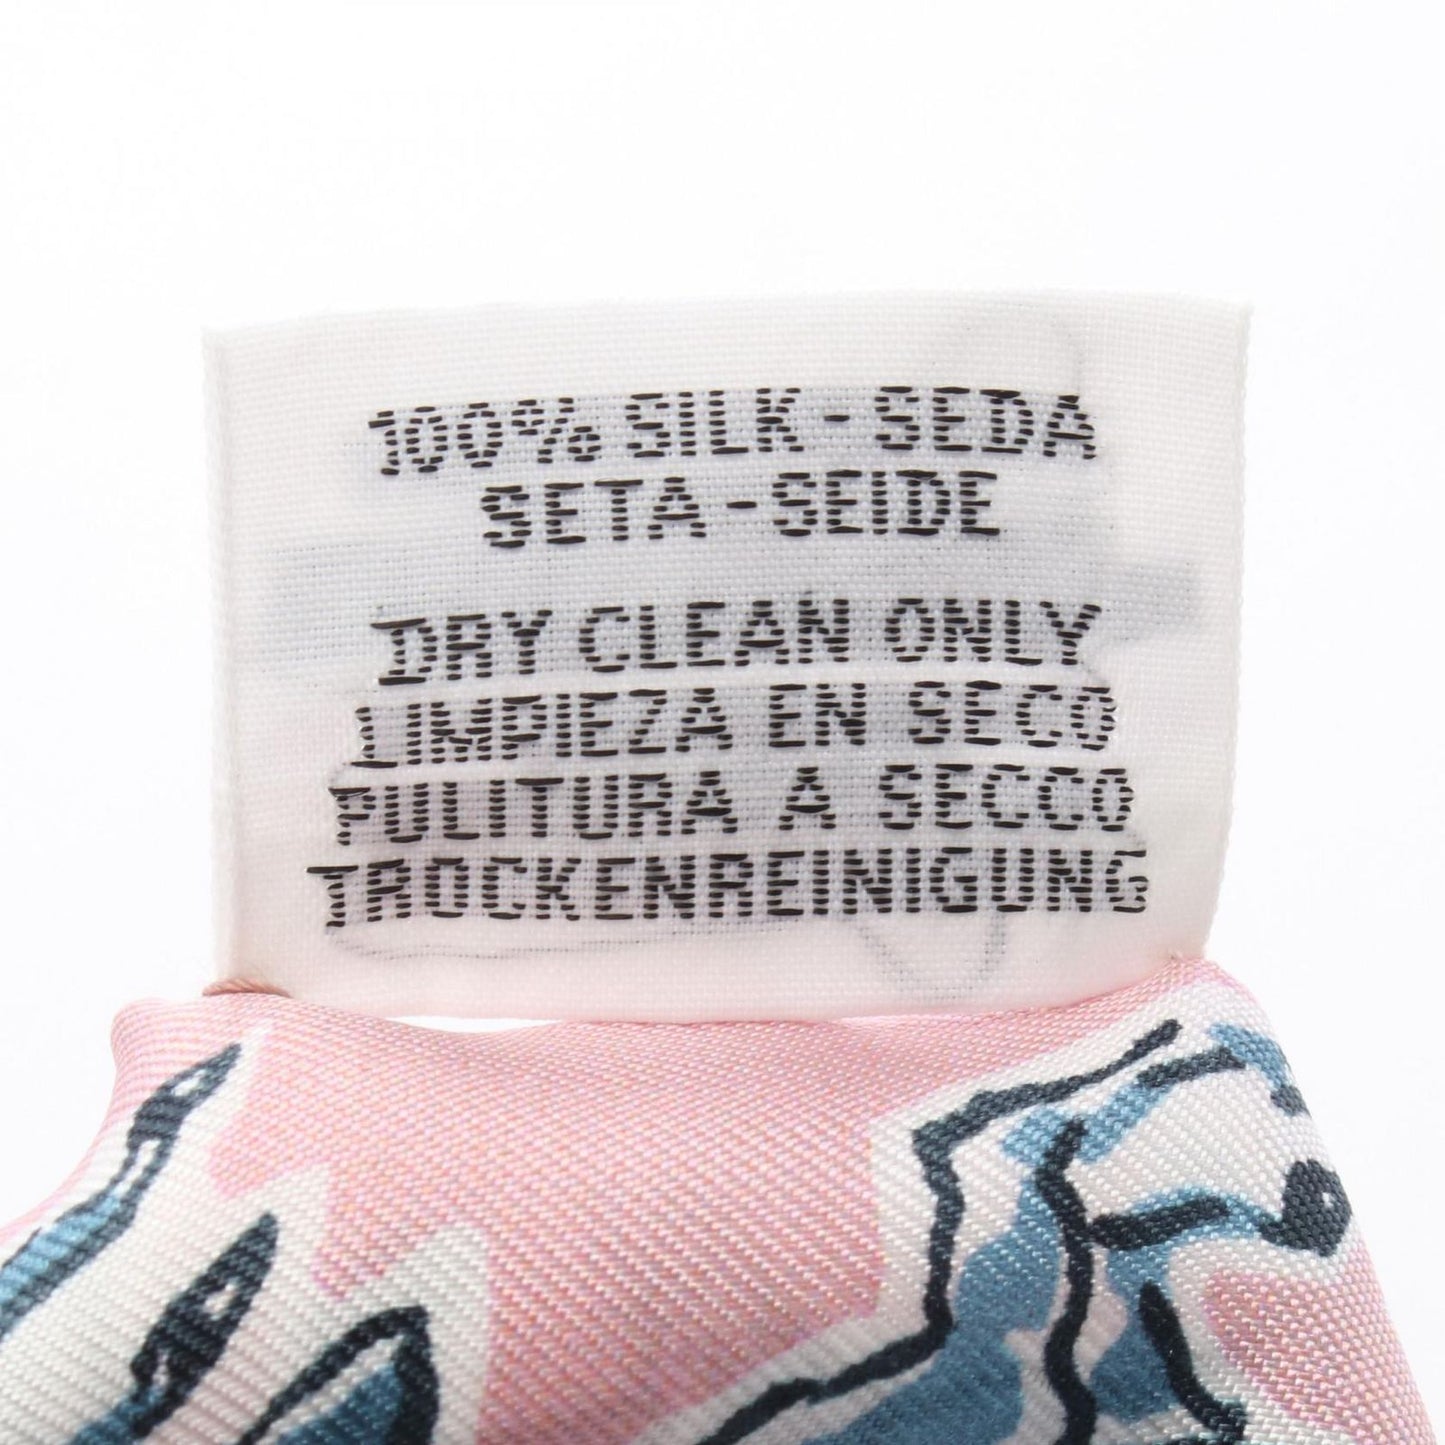 100% SILK - SEDA
SETA - SEIDE
DRY CLEAN ONLY
LIMPIEZA EN SECO
PULITURA A SECCO
TROCKENREINIGUNG